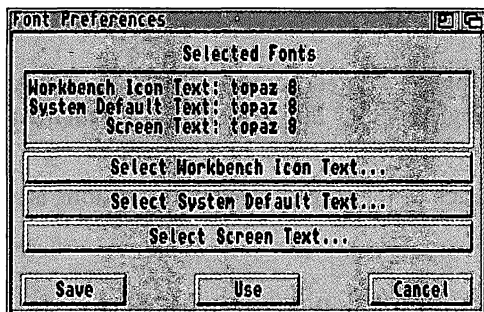 Font Preferences
Selected Fonts
Workbench Icon Text: topaz 8
System Default Text: topaz 8
Screen Text: topaz 8
Select Workbench Icon Text...
Select System Default Text...
Select Screen Text...
Save Use Cancel